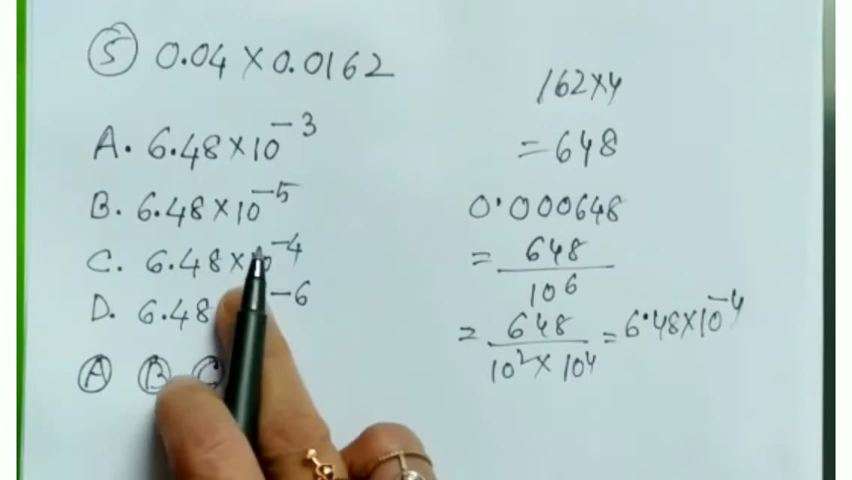 (5) 0.04 × 0.0162
A. 6.48×10⁻³
B. 6.48×10⁻⁵
C. 6.48×10⁻⁴
D. 6.48 ⁻⁶
(A) (B) (C)
162×4
=648
0.000648
= 648/10⁶
= 648/10²×10⁴ = 6.48×10⁻⁴